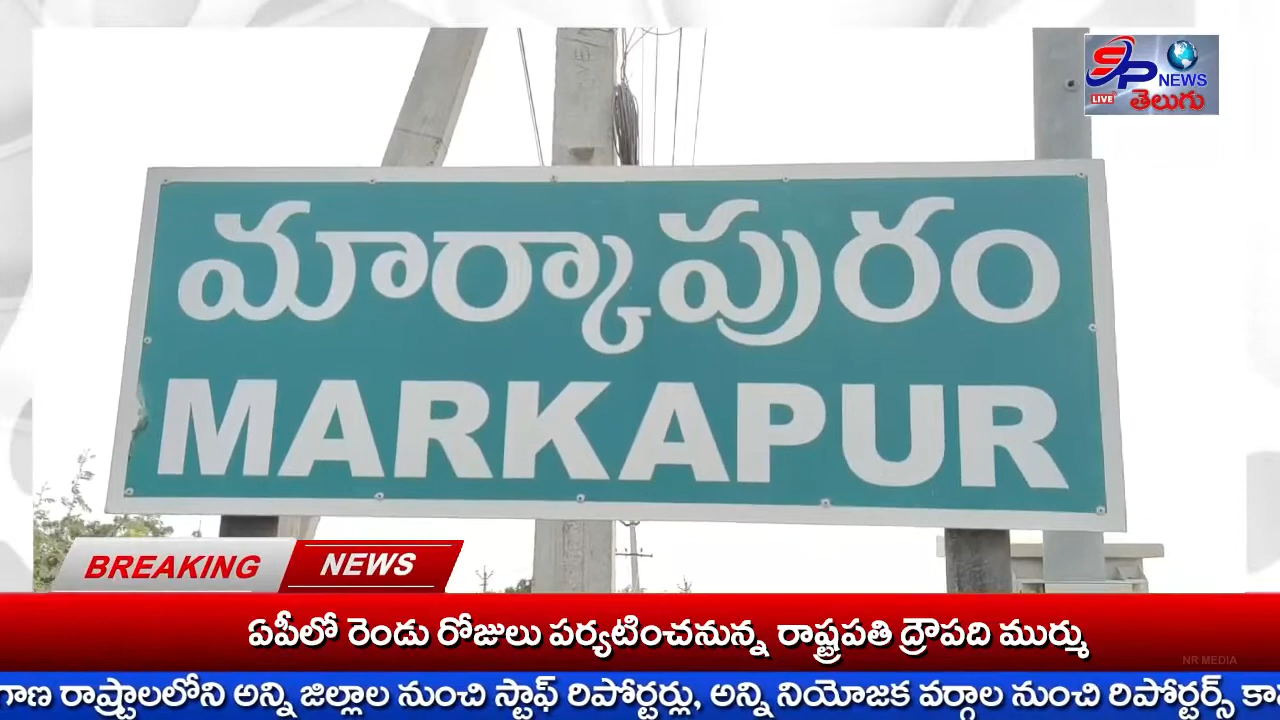 SP NEWS
LIVE తెలుగు
మార్కాపురం
MARKAPUR
BREAKING NEWS
ఏపీలో రెండు రోజులు పర్యటించనున్న రాష్ట్రపతి ద్రౌపది ముర్ము
NR MEDIA
గాణ రాష్ట్రాలలోని అన్ని జిల్లాల నుంచి స్టాఫ్ రిపోర్టర్లు, అన్ని నియోజక వర్గాల నుంచి రిపోర్టర్స్ కా